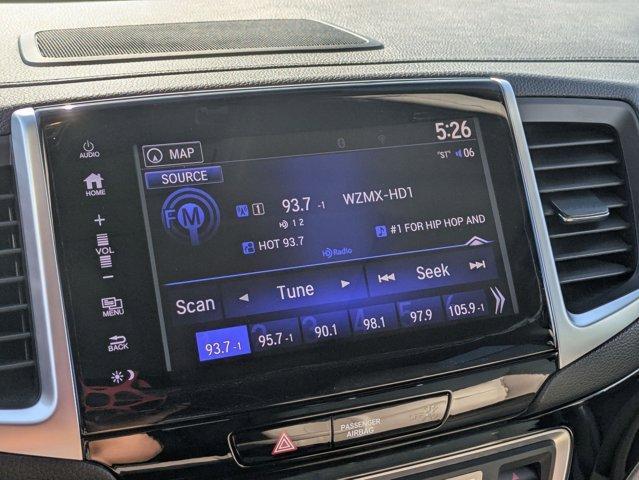 AUDIO
HOME
+
VOL
-
MENU
BACK
MAP
5:26
"ST" 06
SOURCE
FM 1 93.7 -1 WZMX-HD1
HD 1 2
HOT 93.7 #1 FOR HIP HOP AND
HD Radio
Scan Tune Seek
93.7-1 95.7-1 90.1 98.1 97.9 105.9-1
PASSENGER
AIRBAG